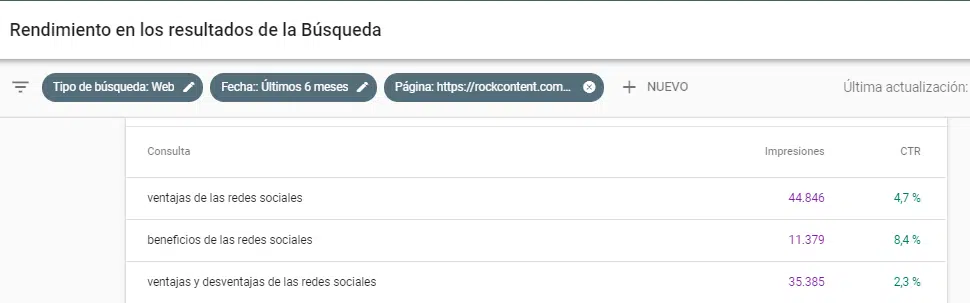 Rendimiento en los resultados de la Búsqueda
Tipo de búsqueda: Web Fecha:: Últimos 6 meses Página: https://rockcontent.com... + NUEVO Última actualización:
Consulta Impresiones CTR
ventajas de las redes sociales 44.846 4,7 %
beneficios de las redes sociales 11.379 8,4 %
ventajas y desventajas de las redes sociales 35.385 2,3 %